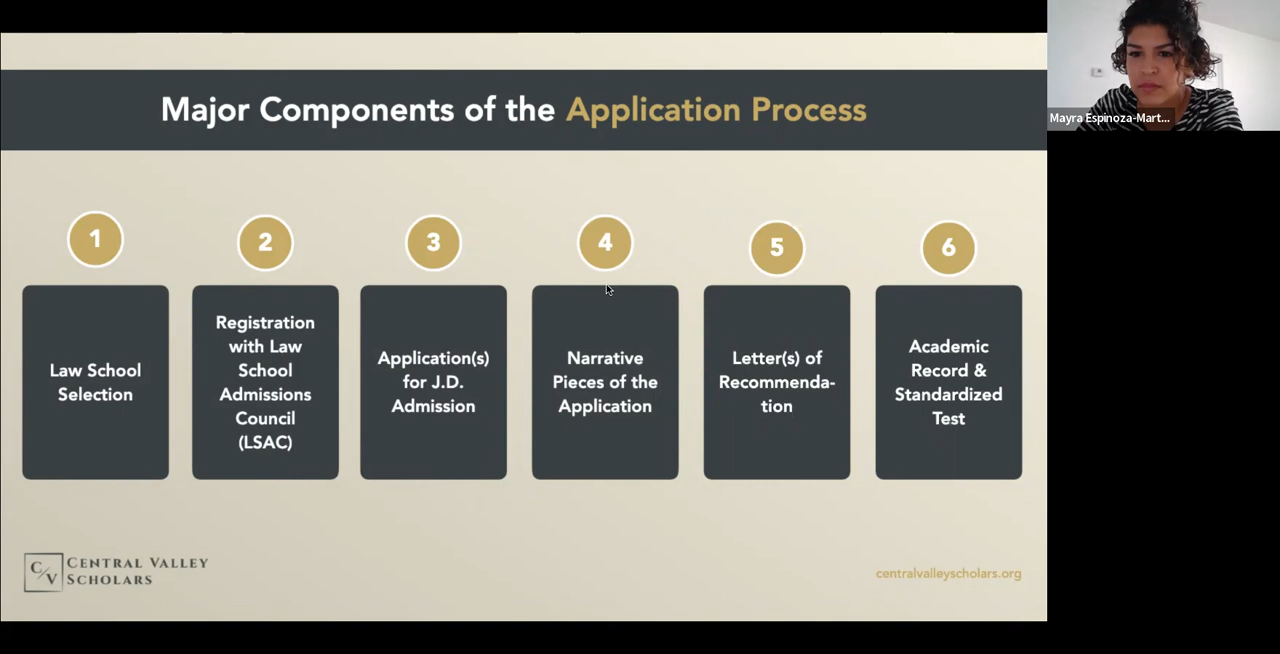 Major Components of the Application Process
1
2
3
4
5
6
Law School
Selection
Registration
with Law
School
Admissions
Council
(LSAC)
Application(s)
for J.D.
Admission
Narrative
Pieces of the
Application
Letter(s) of
Recommenda-
tion
Academic
Record &
Standardized
Test
C/V
CENTRAL VALLEY
SCHOLARS
centralvalleyscholars.org
Mayra Espinoza-Mart...